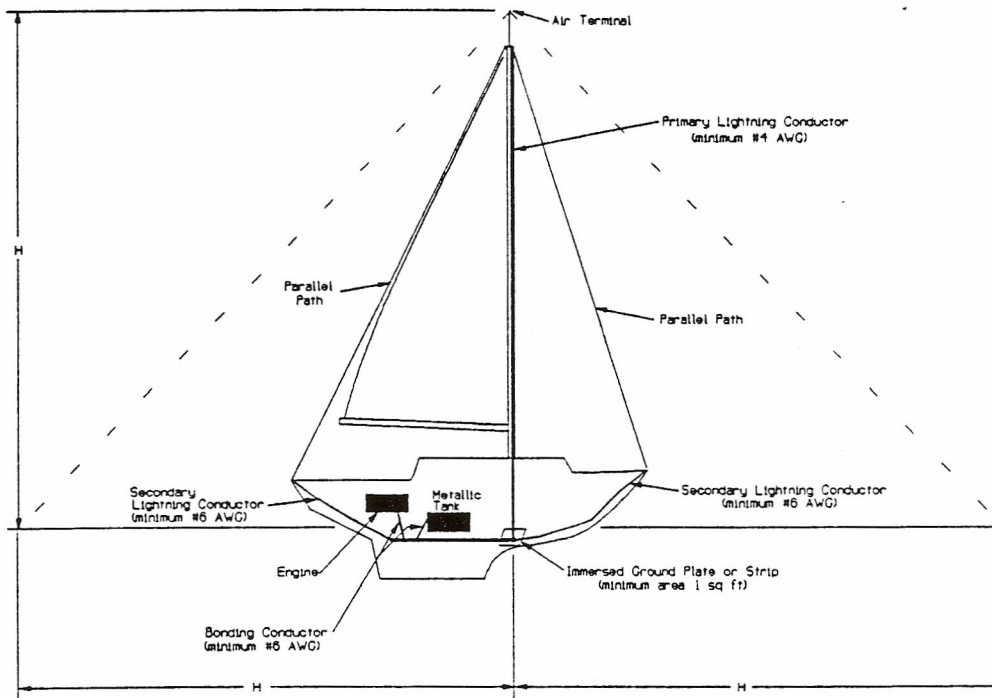 Air Terminal
Primary Lightning Conductor
(minimum #4 AWG)
H
Parallel
Path
Parallel Path
Secondary
Lightning Conductor
(minimum #6 AWG)
Metallic
Tank
Secondary Lightning Conductor
(minimum #6 AWG)
Engine
Immersed Ground Plate or Strip
(minimum area 1 sq ft)
Bonding Conductor
(minimum #6 AWG)
H
H